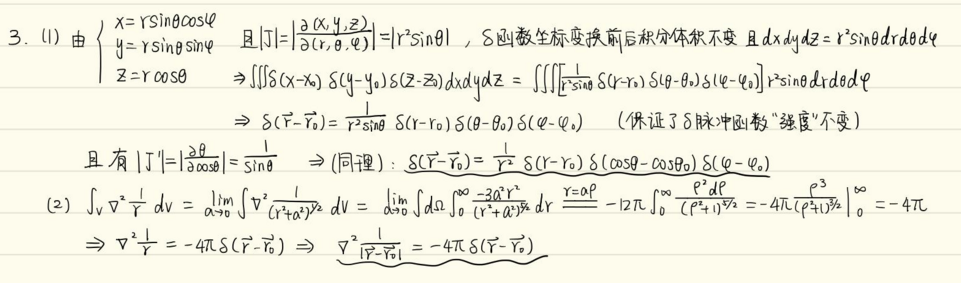 3. (1) 由 { x = r sinθ cosφ
y = r sinθ sinφ 且|J| = |∂(x,y,z)/∂(r,θ,φ)| = |r² sinθ| , δ函数坐标变换前后积分体积不变 且 dxdydz = r² sinθ dr dθ dφ
z = r cosθ ⇒ ∭ δ(x-x₀) δ(y-y₀) δ(z-z₀) dxdydz = ∭ [1/(r² sinθ) δ(r-r₀) δ(θ-θ₀) δ(φ-φ₀)] r² sinθ dr dθ dφ
⇒ δ(r⃗-r⃗₀) = 1/(r² sinθ) δ(r-r₀) δ(θ-θ₀) δ(φ-φ₀) (保证了δ脉冲函数“强度”不变)
且有 |J'| = |∂θ/∂cosθ| = 1/sinθ ⇒ (同理) : δ(r⃗-r⃗₀) = 1/r² δ(r-r₀) δ(cosθ-cosθ₀) δ(φ-φ₀)
(2) ∫_V ∇² 1/r dv = lim_{a→0} ∫ ∇² 1/(r²+a²)^{1/2} dV = lim_{a→0} ∫ dΩ ∫₀^∞ -3a²r²/(r²+a²)^{5/2} dr =(r=aρ)= -12π ∫₀^∞ ρ²dρ/(ρ²+1)^{5/2} = -4π ρ³/(ρ²+1)^{3/2} |₀^∞ = -4π
⇒ ∇² 1/r = -4π δ(r⃗-r⃗₀) ⇒ ∇² 1/|r⃗-r⃗₀| = -4π δ(r⃗-r⃗₀)